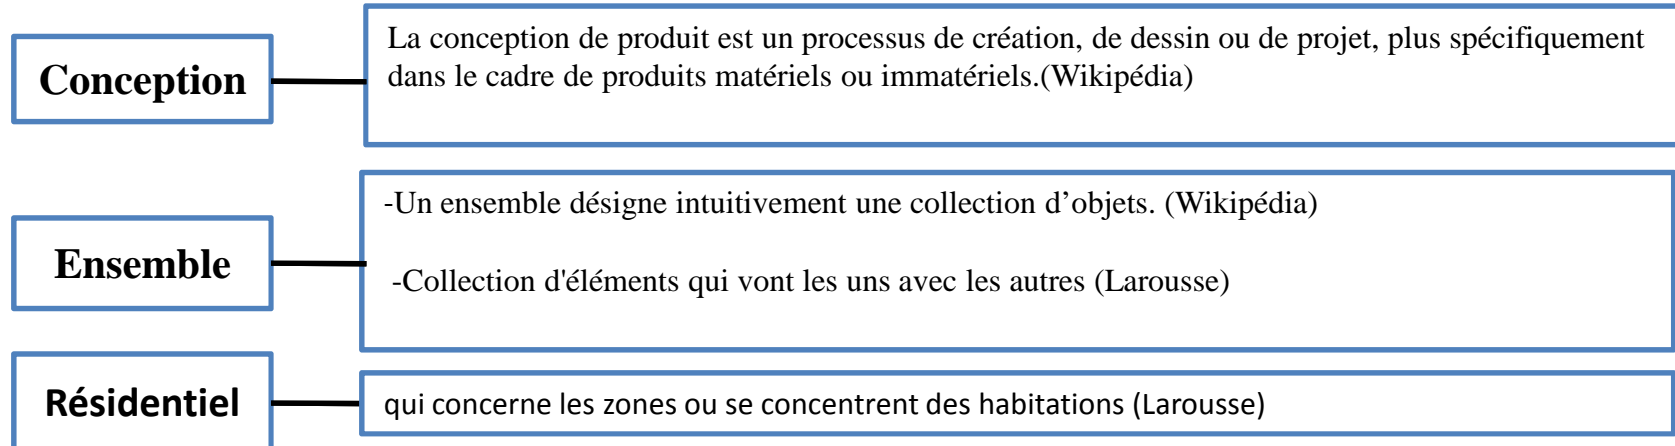 Conception
La conception de produit est un processus de création, de dessin ou de projet, plus spécifiquement
dans le cadre de produits matériels ou immatériels.(Wikipédia)
Ensemble
-Un ensemble désigne intuitivement une collection d’objets. (Wikipédia)
-Collection d'éléments qui vont les uns avec les autres (Larousse)
Résidentiel
qui concerne les zones ou se concentrent des habitations (Larousse)